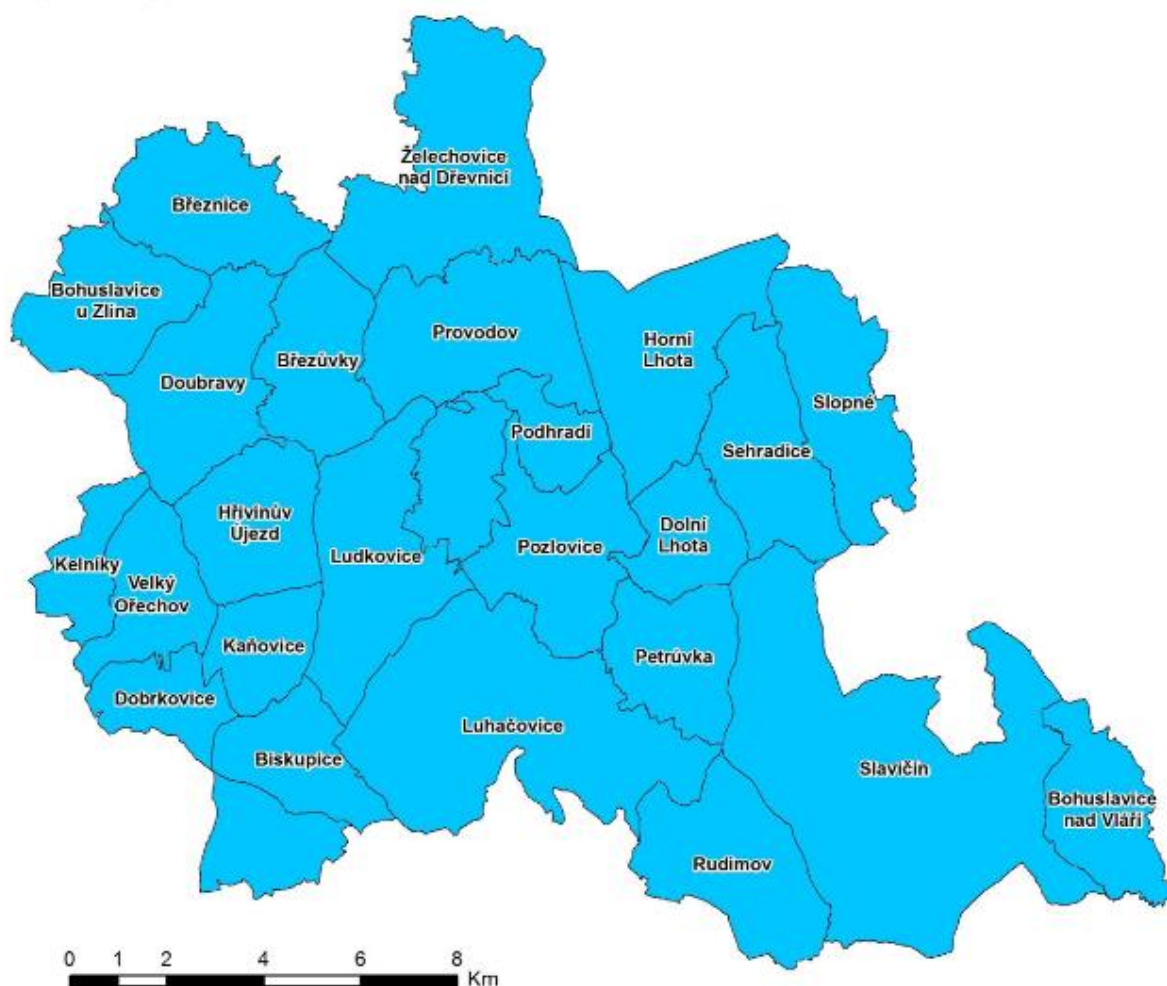 Želechovice
nad Dřevnicí
Březnice
Bohuslavice
u Zlína
Provodov
Horní
Lhota
Březůvky
Doubravy
Slopné
Podhradí
Sehradice
Hřivínův
Újezd
Dolní
Lhota
Pozlovice
Ludkovice
Kelníky
Velký
Ořechov
Kaňovice
Petrůvka
Dobrkovice
Luhačovice
Biskupice
Slavičín
Bohuslavice
nad Vláří
Rudimov
0 1 2 4 6 8
Km